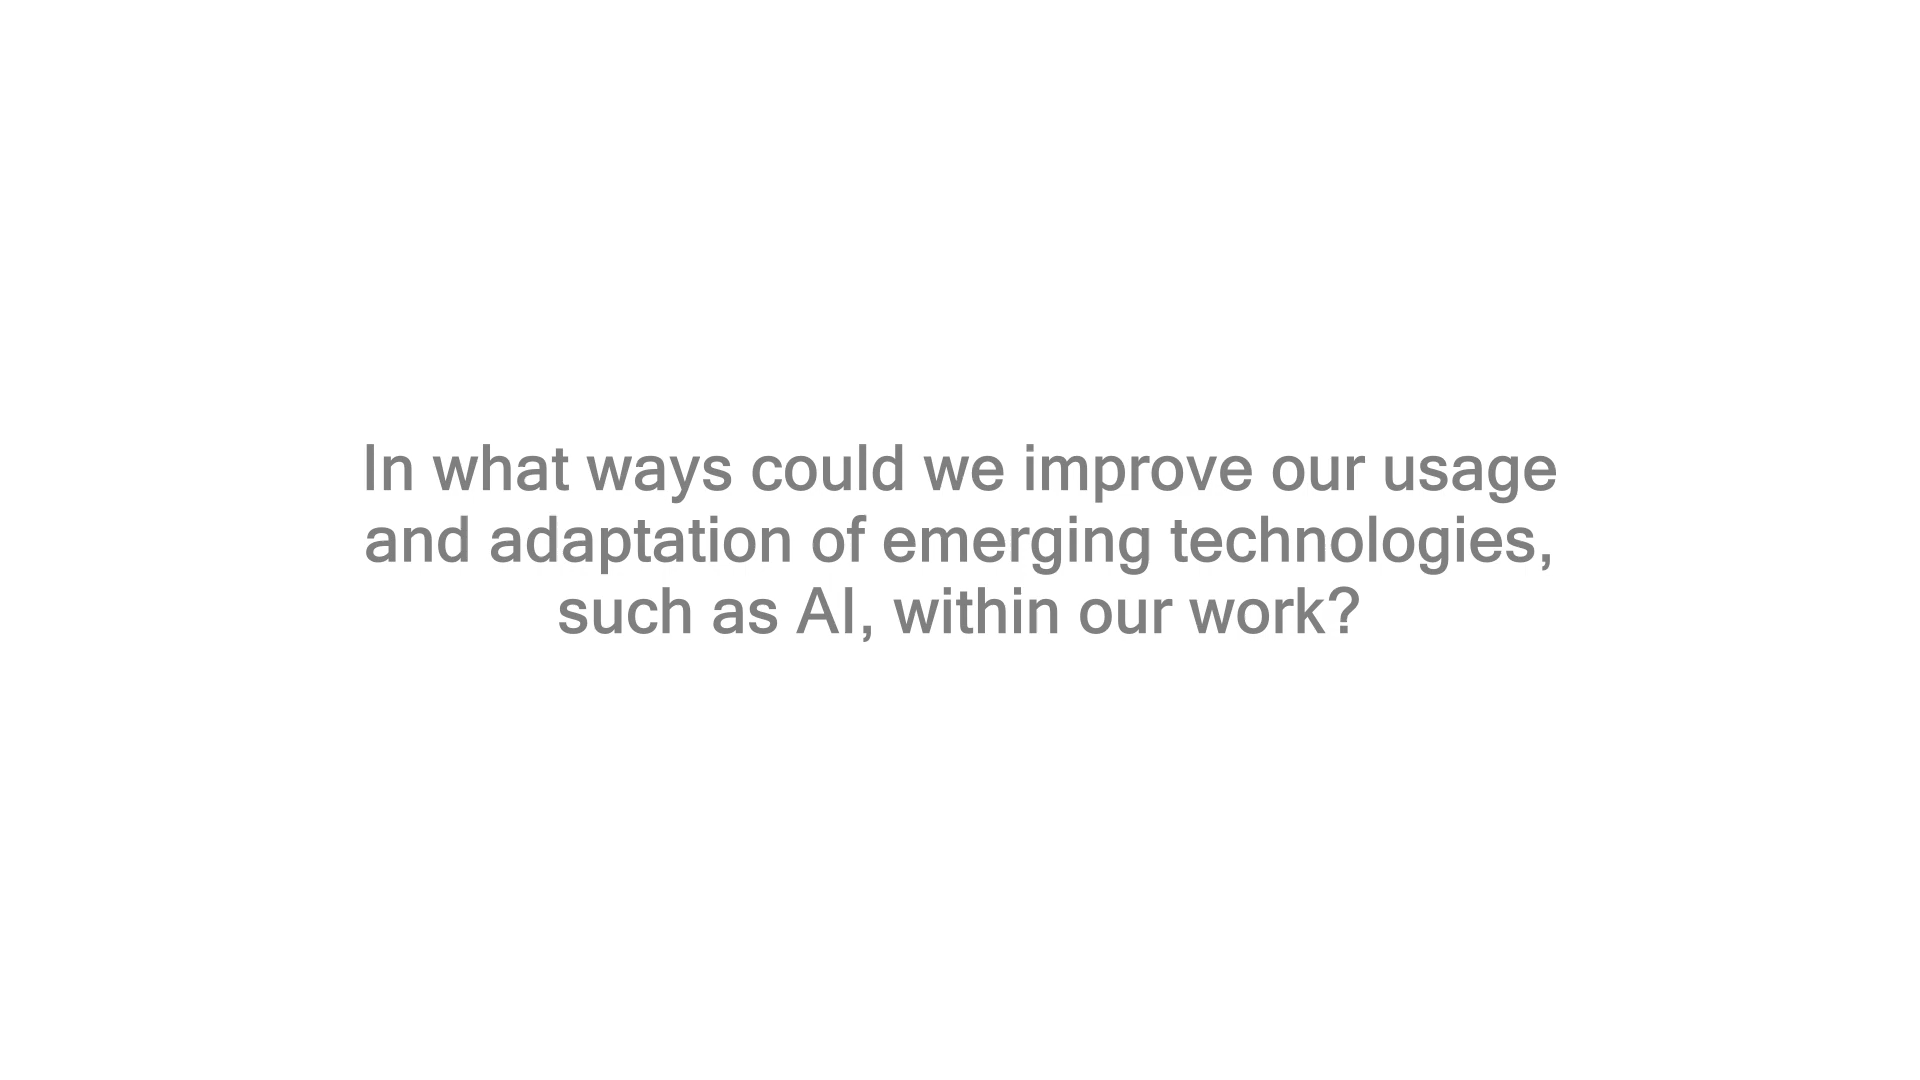 In what ways could we improve our usage
and adaptation of emerging technologies,
such as AI, within our work?